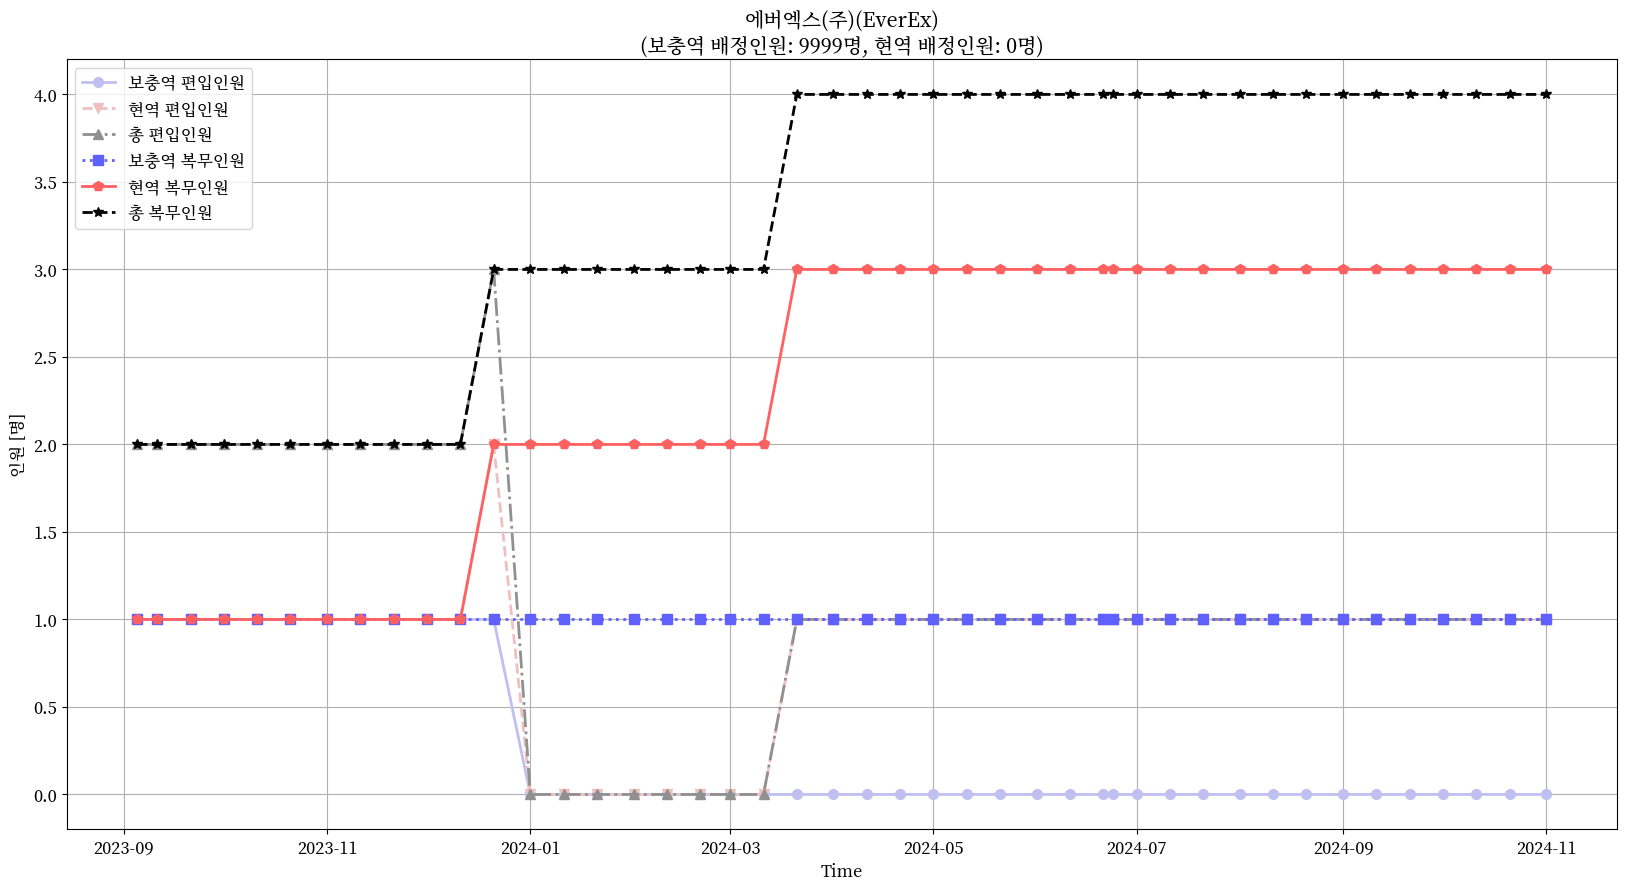 에버엑스(주)(EverEx)
(보충역 배정인원: 9999명, 현역 배정인원: 0명)
보충역 편입인원
현역 편입인원
총 편입인원
보충역 복무인원
현역 복무인원
총 복무인원
4.0
3.5
3.0
2.5
2.0
1.5
1.0
0.5
0.0
인원 [명]
2023-09
2023-11
2024-01
2024-03
2024-05
2024-07
2024-09
2024-11
Time